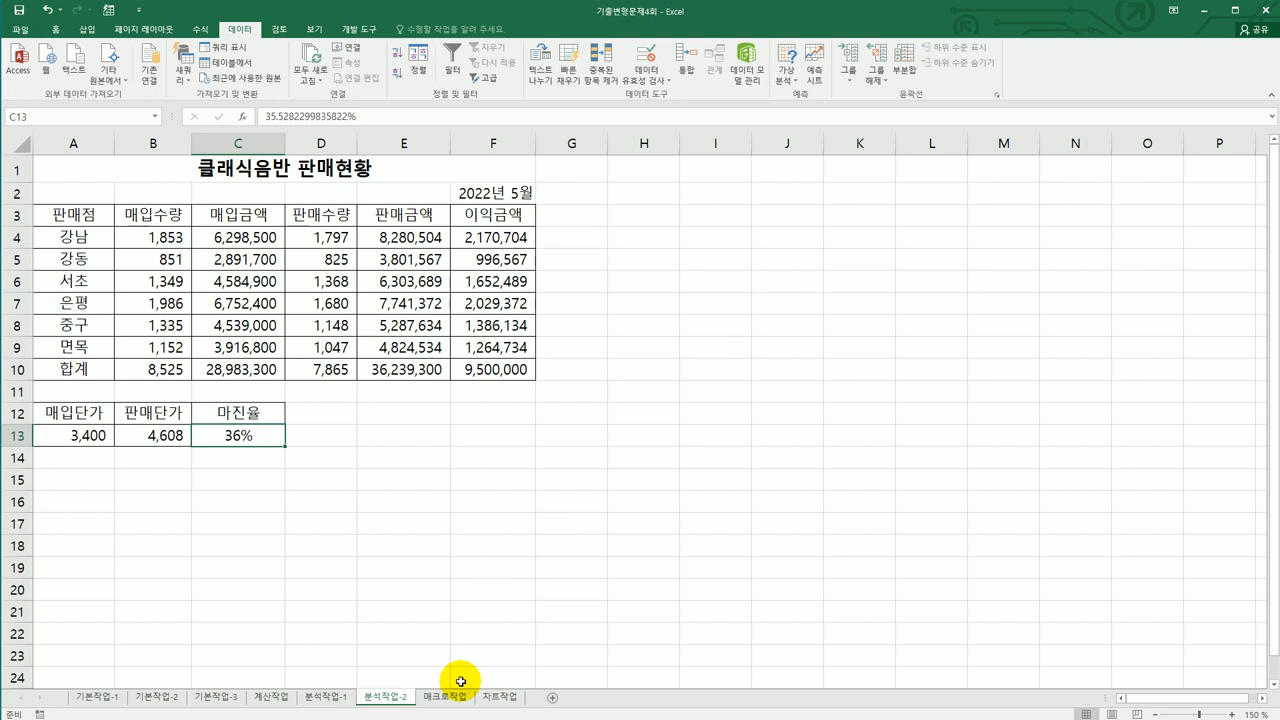 기출변형문제4회 - Excel
파일 홈 삽입 페이지 레이아웃 수식 데이터 검토 보기 개발 도구 수행할 작업을 알려 주세요. 공유
Access 웹 텍스트 기타 원본에서 기존 연결 새쿼리 쿼리 표시 테이블에서 최근에 사용한 원본 모두 새로 고침 연결 속성 연결 편집 정렬 필터 지우기 다시 적용 고급 텍스트 나누기 빠른 채우기 중복된 항목 제거 데이터 유효성 검사 통합 관계 데이터 모델 관리 가상 분석 예측 시트 그룹 그룹 해제 부분합 하위 수준 표시 하위 수준 숨기기
외부 데이터 가져오기 가져오기 및 변환 연결 정렬 및 필터 데이터 도구 예측 윤곽선
C13 fx 35.5282299835822%
A B C D E F G H I J K L M N O P
1 클래식음반 판매현황
2 2022년 5월
3 판매점 매입수량 매입금액 판매수량 판매금액 이익금액
4 강남 1,853 6,298,500 1,797 8,280,504 2,170,704
5 강동 851 2,891,700 825 3,801,567 996,567
6 서초 1,349 4,584,900 1,368 6,303,689 1,652,489
7 은평 1,986 6,752,400 1,680 7,741,372 2,029,372
8 중구 1,335 4,539,000 1,148 5,287,634 1,386,134
9 면목 1,152 3,916,800 1,047 4,824,534 1,264,734
10 합계 8,525 28,983,300 7,865 36,239,300 9,500,000
11
12 매입단가 판매단가 마진율
13 3,400 4,608 36%
14
15
16
17
18
19
20
21
22
23
24
기본작업-1 기본작업-2 기본작업-3 계산작업 분석작업-1 분석작업-2 매크로작업 차트작업
준비 150 %